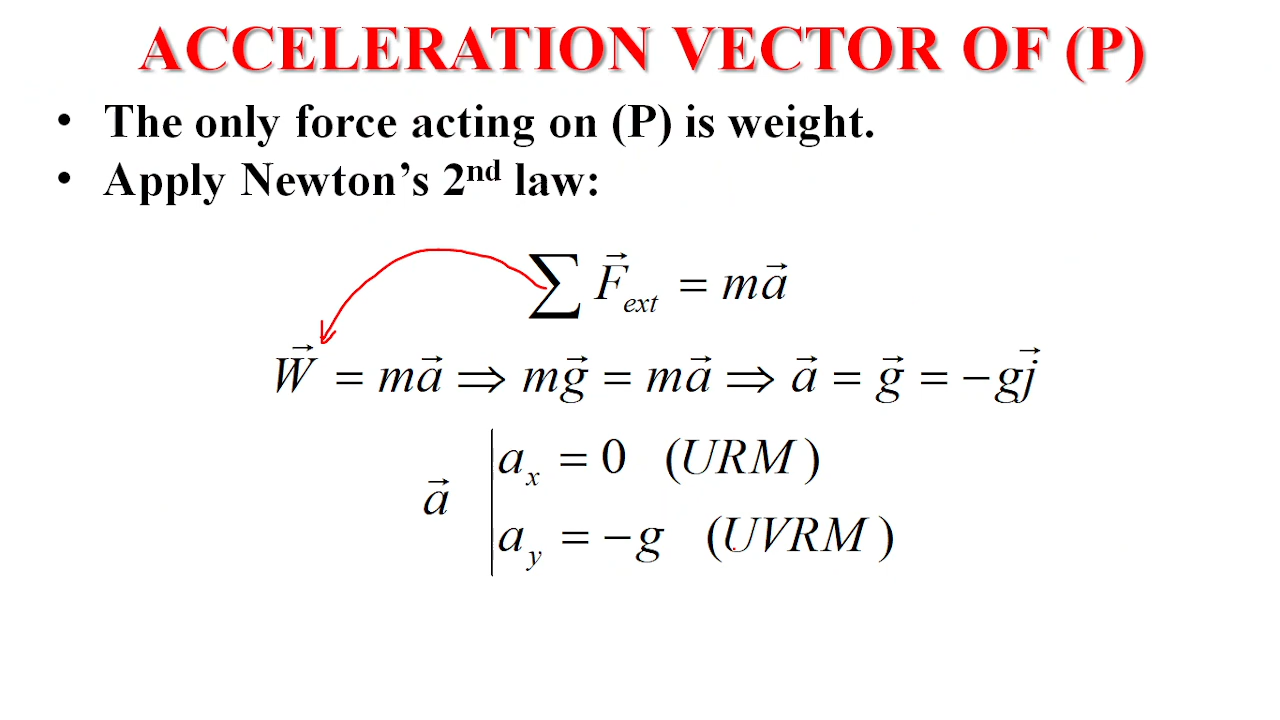 ACCELERATION VECTOR OF (P)
• The only force acting on (P) is weight.
• Apply Newton’s 2nd law:
∑ F⃗ext = ma⃗
W⃗ = ma⃗ ⇒ mg⃗ = ma⃗ ⇒ a⃗ = g⃗ = −gj⃗
a⃗ | ax = 0 (URM)
ay = −g (UVRM)